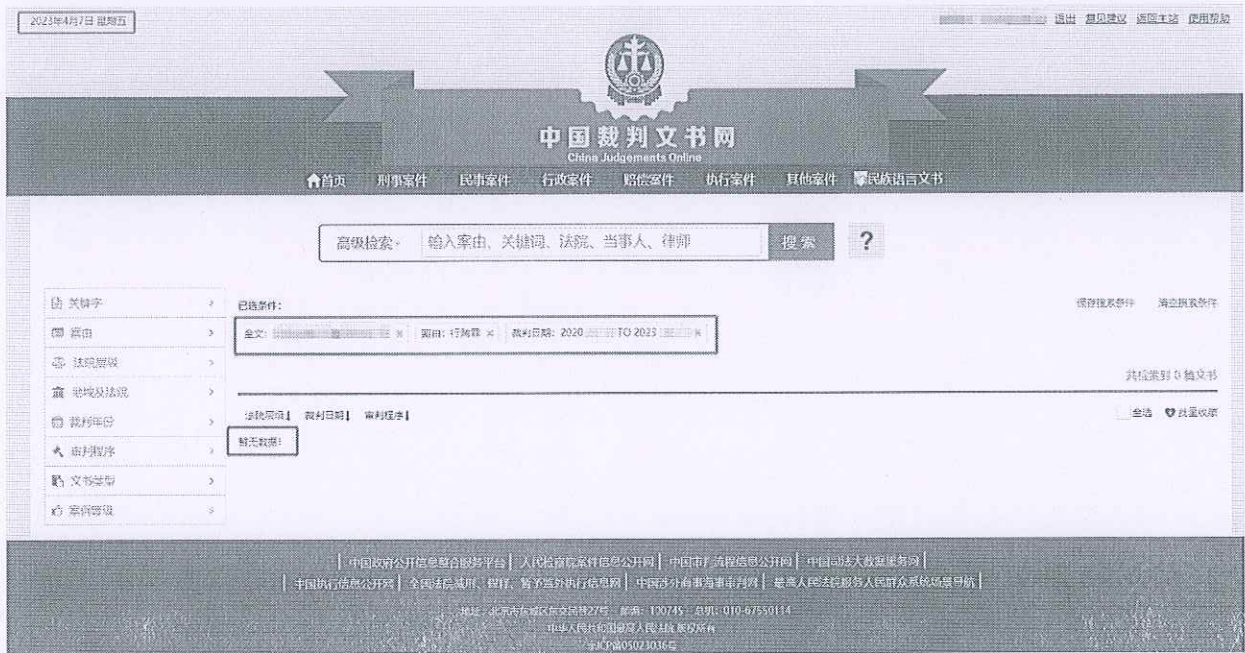 2023年4月7日 星期五
退出 意见建议 返回主站 使用帮助
中国裁判文书网
China Judgements Online
首页 刑事案件 民事案件 行政案件 赔偿案件 执行案件 其他案件 民族语言文书
高级检索 输入案由、关键词、法院、当事人、律师 搜索 ?
关键字
案由
法院层级
地域及法院
裁判年份
审判程序
文书类型
案例等级
已选条件:
保存搜索条件 清空搜索条件
全文: × 案由: 行贿罪 × 裁判日期: 2020 TO 2023 ×
共检索到 0 篇文书
法院层级 裁判日期 审判程序
全选 批量收藏
暂无数据!
中国政府公开信息整合服务平台 | 人民检察院案件信息公开网 | 中国审判流程信息公开网 | 中国司法大数据服务网 |
中国执行信息公开网 | 全国法院减刑、假释、暂予监外执行信息网 | 中国涉外商事海事审判网 | 最高人民法院服务人民群众系统场景导航 |
地址: 北京市东城区东交民巷27号 邮编: 100745 总机: 010-67550114
中华人民共和国最高人民法院 版权所有
京ICP备05023036号